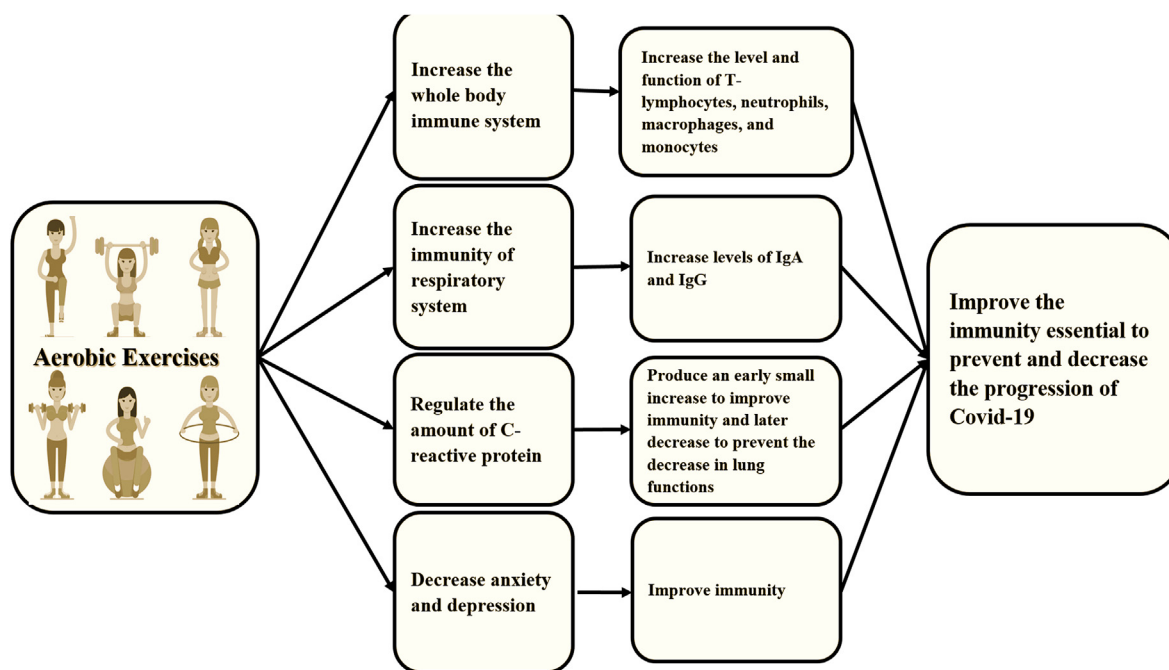 Aerobic Exercises
Increase the
whole body
immune system
Increase the level and
function of T-
lymphocytes, neutrophils,
macrophages, and
monocytes
Increase the
immunity of
respiratory
system
Increase levels of IgA
and IgG
Regulate the
amount of C-
reactive protein
Produce an early small
increase to improve
immunity and later
decrease to prevent the
decrease in lung
functions
Decrease anxiety
and depression
Improve immunity
Improve the
immunity essential to
prevent and decrease
the progression of
Covid-19